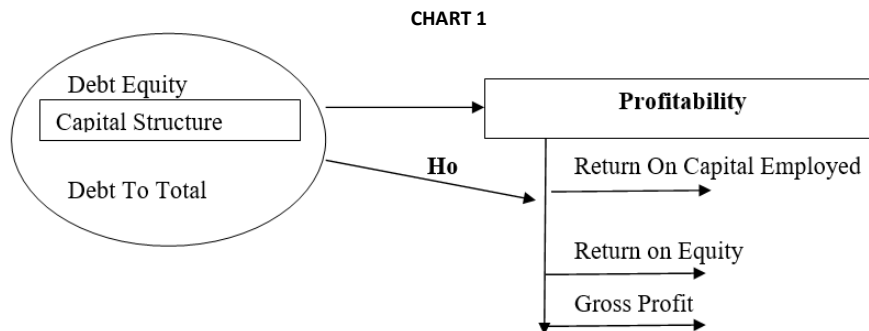 CHART 1
Debt Equity
Capital Structure
Debt To Total
Ho
Profitability
Return On Capital Employed
Return on Equity
Gross Profit